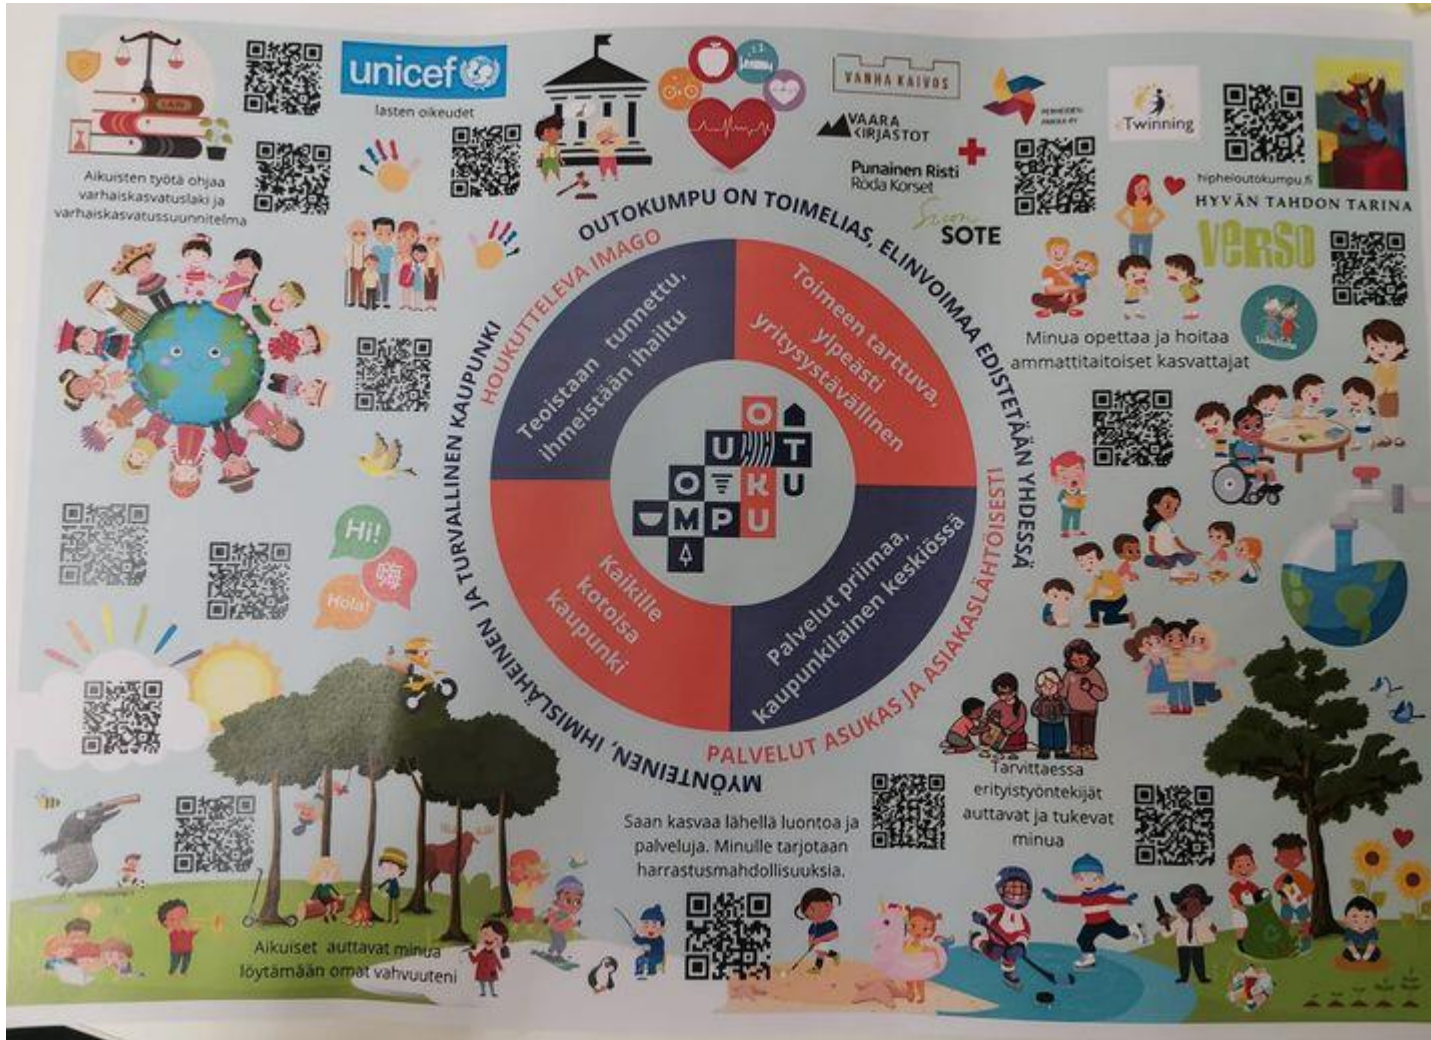 LAW
unicef
lasten oikeudet
VANHA KAIVOS
VAARA
KIRJASTOT
Punainen Risti
Röda Korset
Siun
SOTE
eTwinning
hipheloutokumpu.fi
HYVÄN TAHDON TARINA
verso
Aikuisten työtä ohjaa
varhaiskasvatuslaki ja
varhaiskasvatussuunnitelma
OUTOKUMPU ON TOIMELIAS, ELINVOIMAA EDISTETÄÄN YHDESSÄ
HOUKUTTELEVA IMAGO
Teoistaan tunnettu,
ihmeistään ihailtu
Toimeen tarttuva,
ylpeästi
yritysystävällinen
Minua opettaa ja hoitaa
ammattitaitoiset kasvattajat
O
U T
O K U
M P U
Kaikille
kotoisa
kaupunki
Palvelut priimaa,
kaupunkilainen keskiössä
PALVELUT ASUKAS JA ASIAKASLÄHTÖISESTI
MYÖNTEINEN, IHMISLÄHEINEN JA TURVALLINEN KAUPUNKI
Hi!
Hola!
Tarvittaessa
erityistyöntekijät
auttavat ja tukevat
minua
Saan kasvaa lähellä luontoa ja
palveluja. Minulle tarjotaan
harrastusmahdollisuuksia.
Aikuiset auttavat minua
löytämään omat vahvuuteni